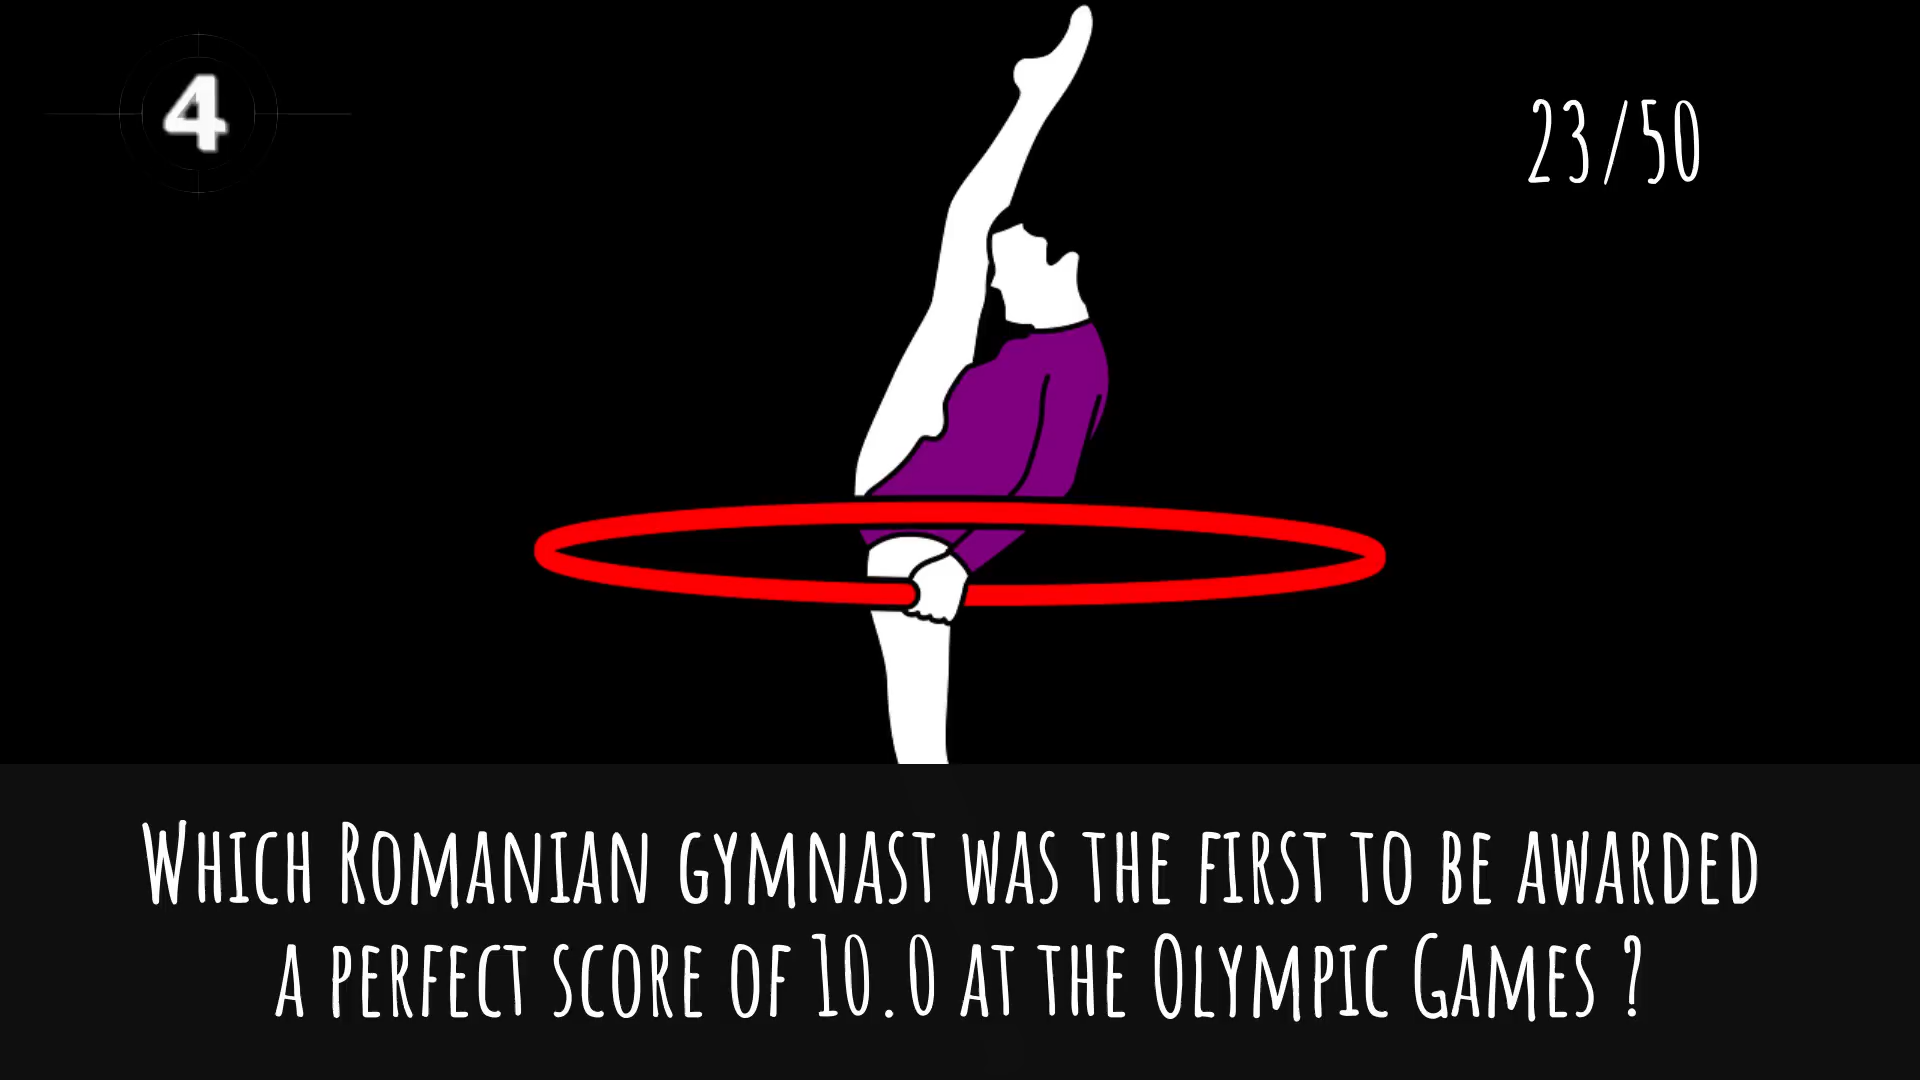 4
23/50
Which Romanian gymnast was the first to be awarded
a perfect score of 10.0 at the Olympic Games ?